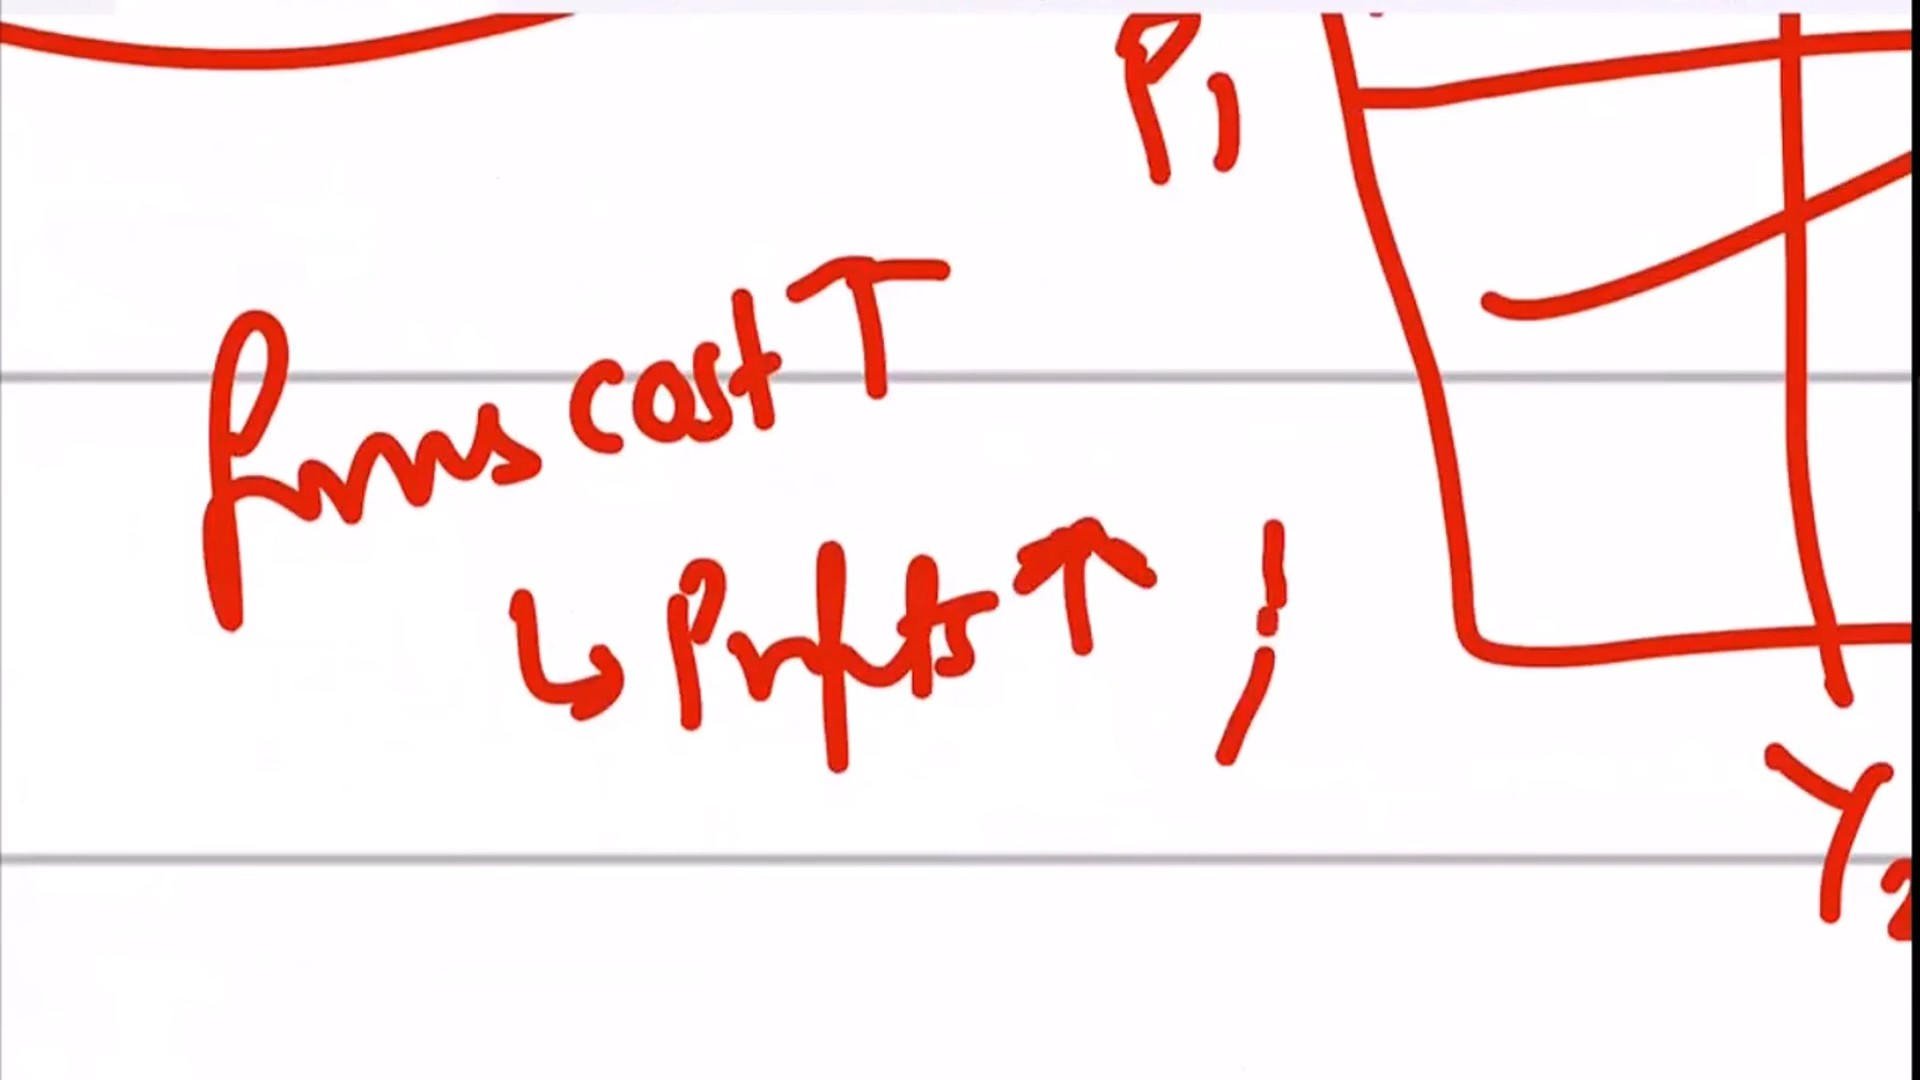 P1
firms cost ↑
↳ Profits ↑ ;
Y2